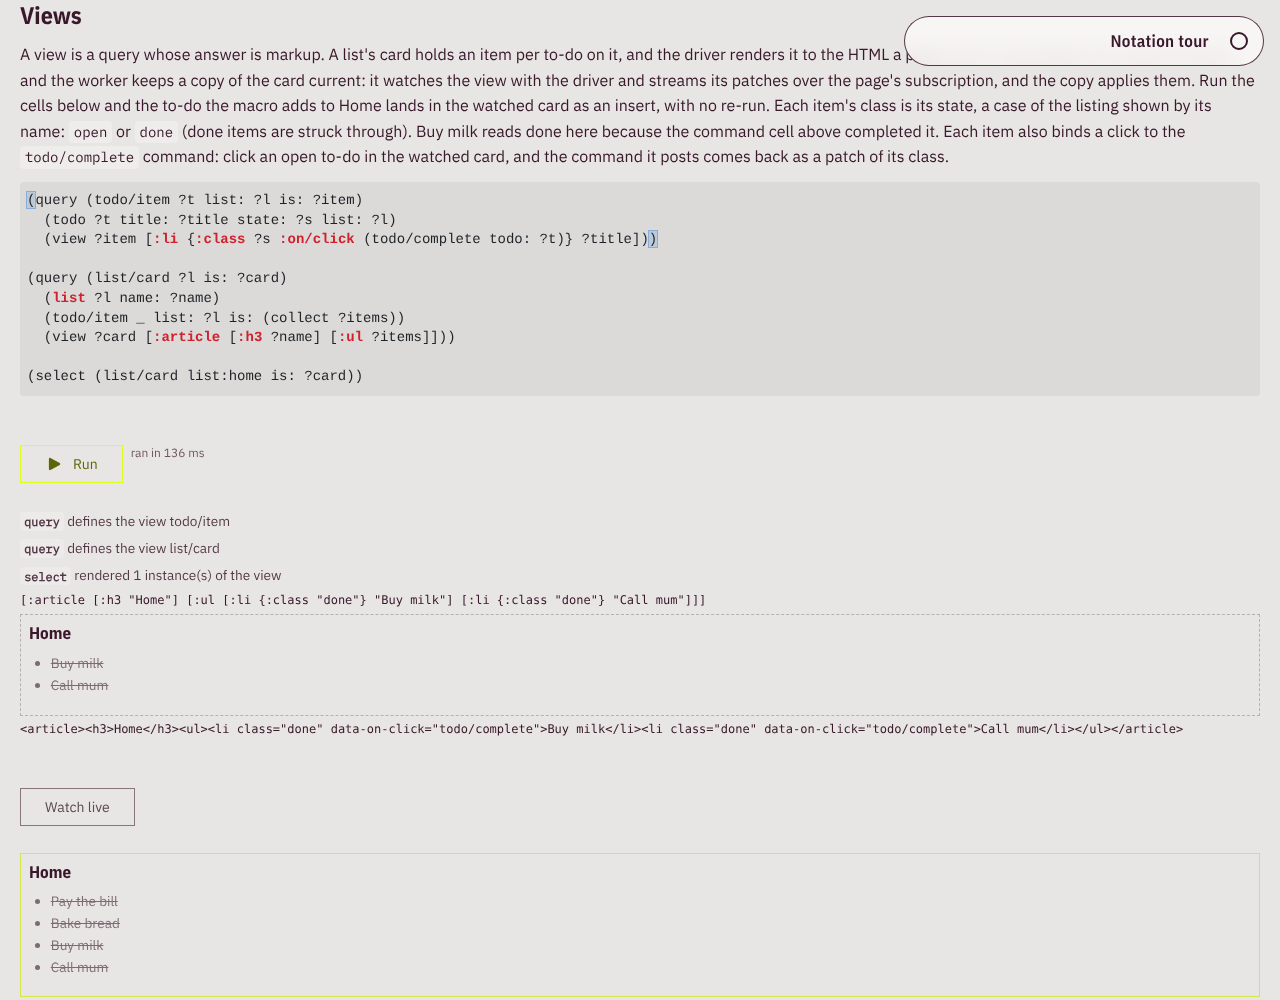 Views
Notation tour
A view is a query whose answer is markup. A list's card holds an item per to-do on it, and the driver renders it to the HTML a
and the worker keeps a copy of the card current: it watches the view with the driver and streams its patches over the page's subscription, and the copy applies them. Run the
cells below and the to-do the macro adds to Home lands in the watched card as an insert, with no re-run. Each item's class is its state, a case of the listing shown by its
name: open or done (done items are struck through). Buy milk reads done here because the command cell above completed it. Each item also binds a click to the
todo/complete command: click an open to-do in the watched card, and the command it posts comes back as a patch of its class.
(query (todo/item ?t list: ?l is: ?item)
  (todo ?t title: ?title state: ?s list: ?l)
  (view ?item [:li {:class ?s :on/click (todo/complete todo: ?t)} ?title]))
(query (list/card ?l is: ?card)
  (list ?l name: ?name)
  (todo/item _ list: ?l is: (collect ?items))
  (view ?card [:article [:h3 ?name] [:ul ?items]]))
(select (list/card list:home is: ?card))
Run
ran in 136 ms
query defines the view todo/item
query defines the view list/card
select rendered 1 instance(s) of the view
[:article [:h3 "Home"] [:ul [:li {:class "done"} "Buy milk"] [:li {:class "done"} "Call mum"]]]
Home
Buy milk
Call mum
<article><h3>Home</h3><ul><li class="done" data-on-click="todo/complete">Buy milk</li><li class="done" data-on-click="todo/complete">Call mum</li></ul></article>
Watch live
Home
Pay the bill
Bake bread
Buy milk
Call mum